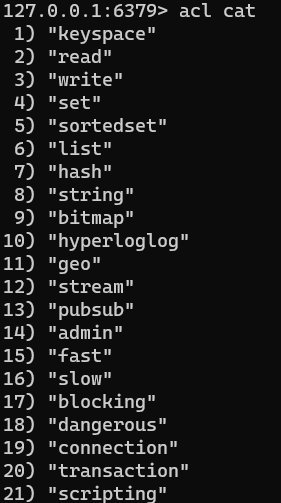 127.0.0.1:6379> acl cat
1) "keyspace"
2) "read"
3) "write"
4) "set"
5) "sortedset"
6) "list"
7) "hash"
8) "string"
9) "bitmap"
10) "hyperloglog"
11) "geo"
12) "stream"
13) "pubsub"
14) "admin"
15) "fast"
16) "slow"
17) "blocking"
18) "dangerous"
19) "connection"
20) "transaction"
21) "scripting"